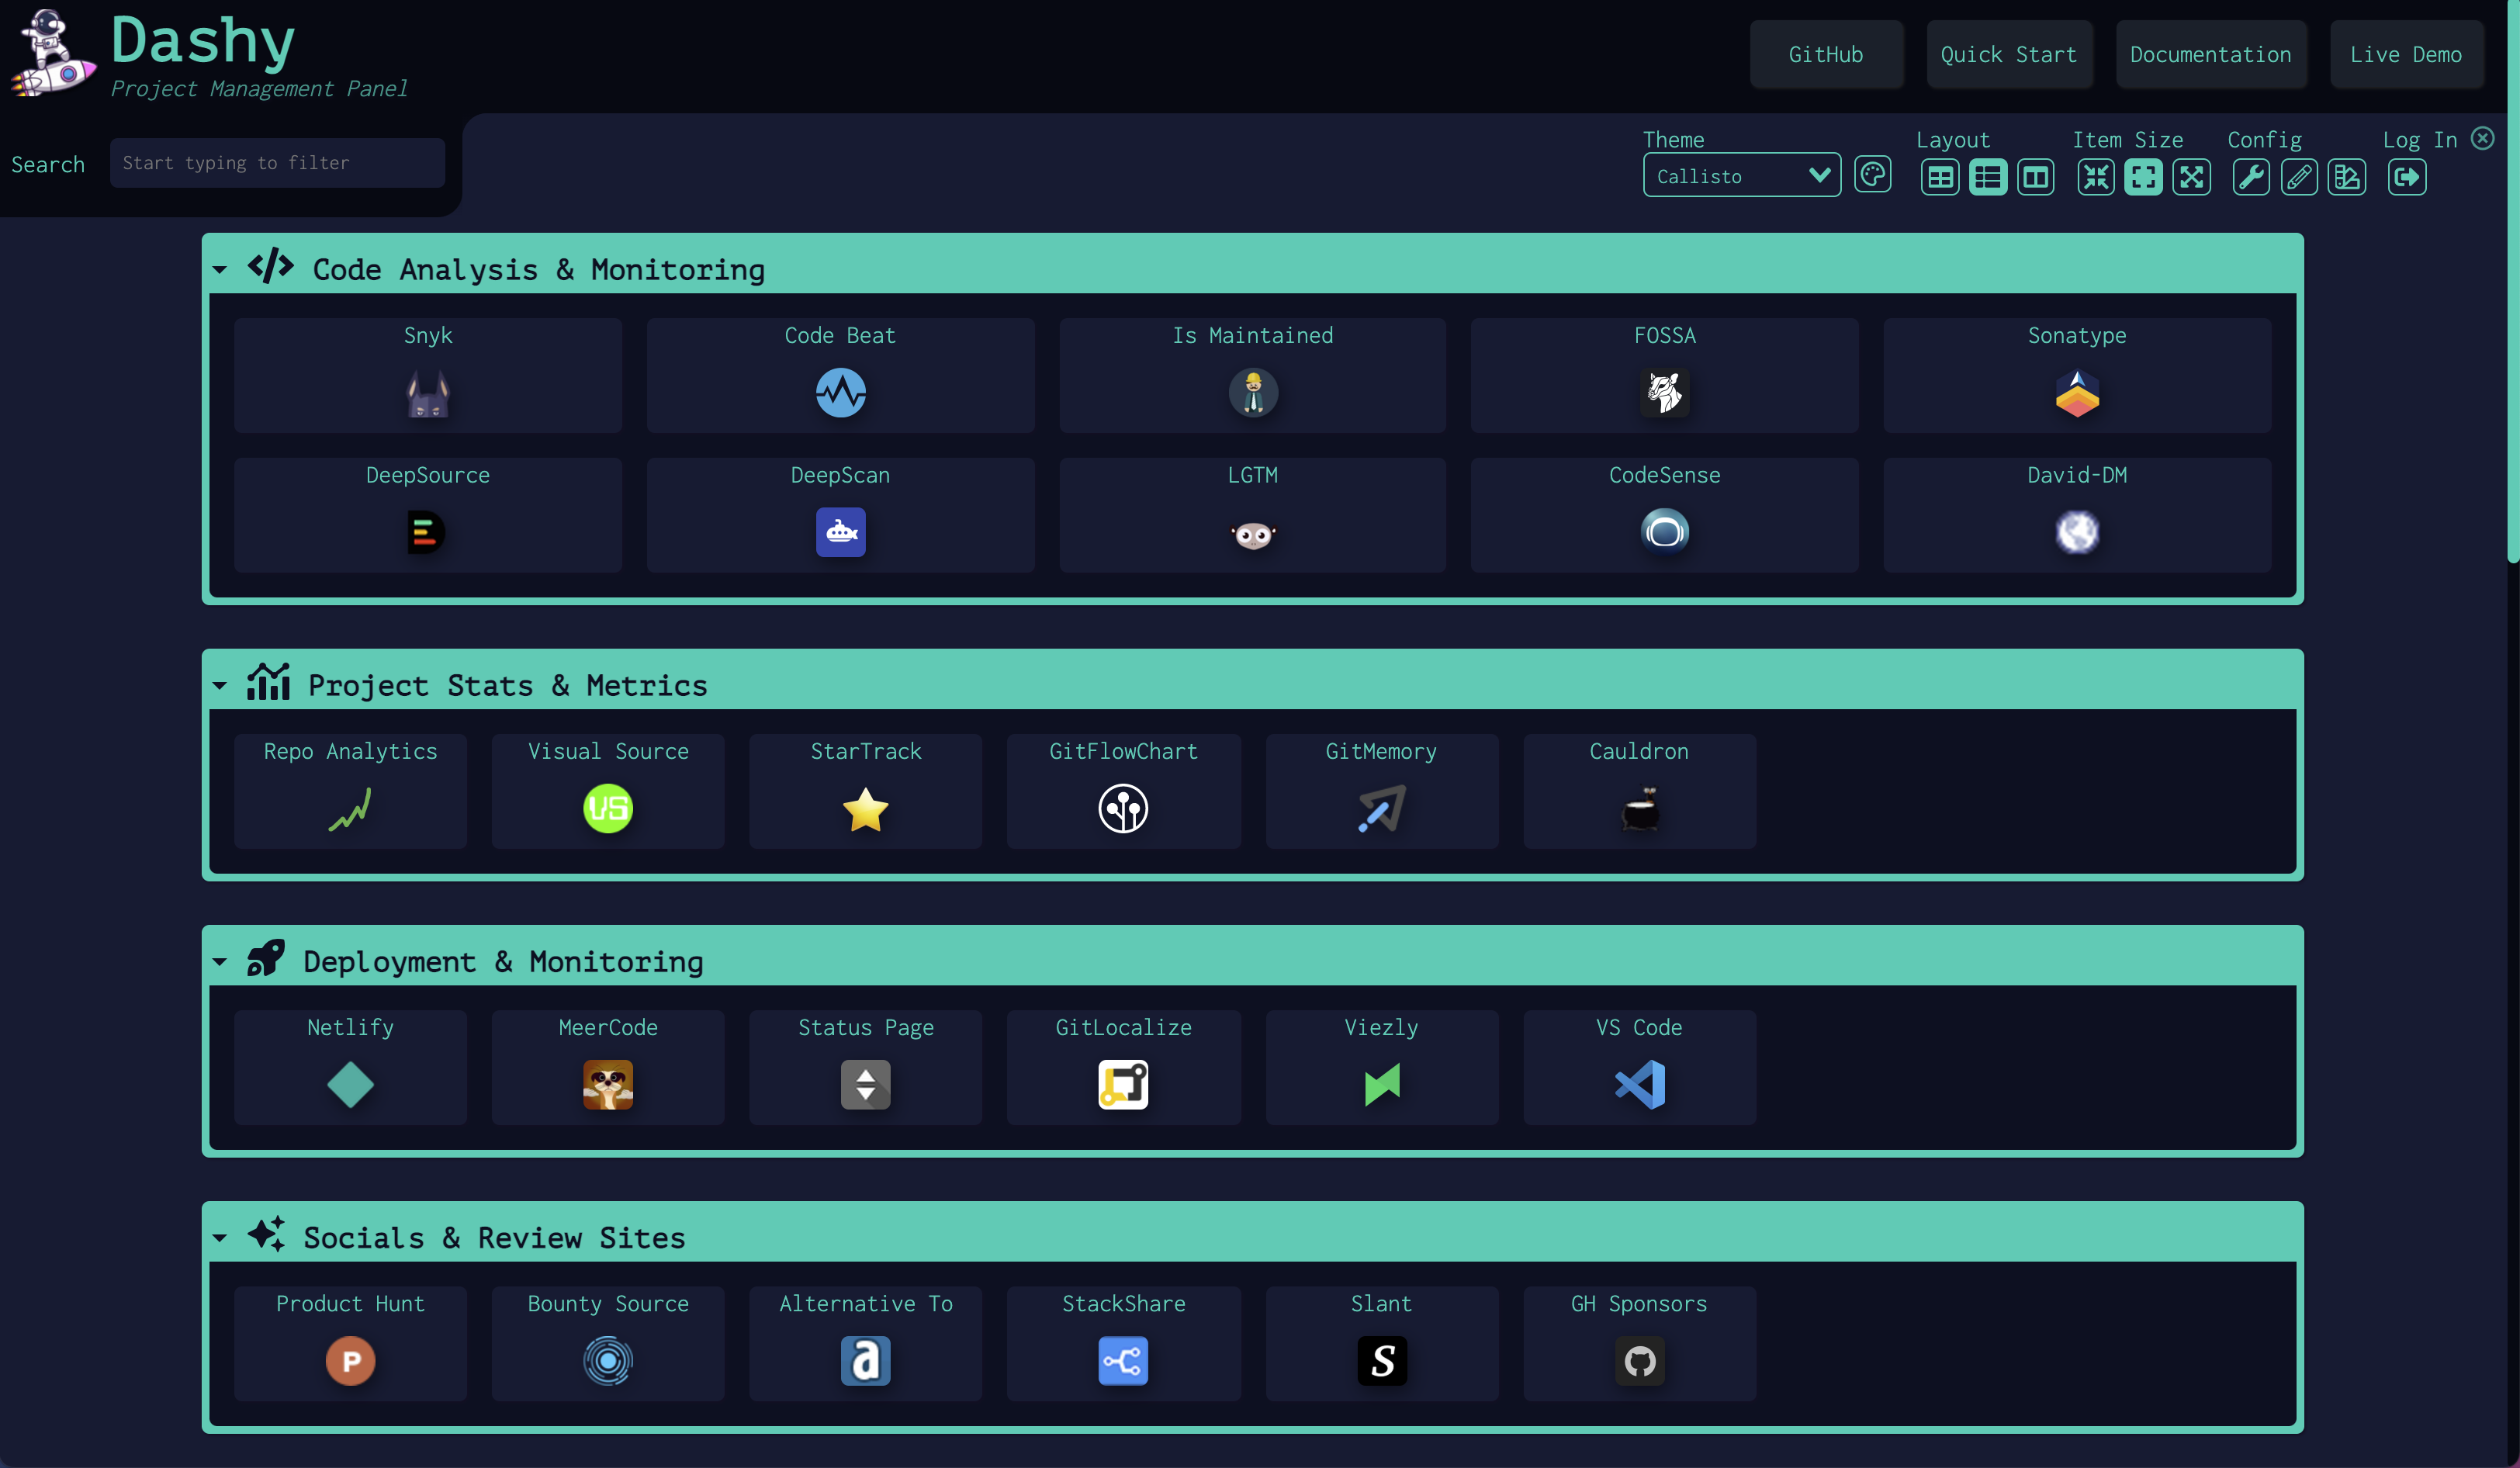 Dashy
Project Management Panel
GitHub Quick Start Documentation Live Demo
Search Start typing to filter
Theme Layout Item Size Config Log In
Callisto
Code Analysis & Monitoring
Snyk Code Beat Is Maintained FOSSA Sonatype
DeepSource DeepScan LGTM CodeSense David-DM
Project Stats & Metrics
Repo Analytics Visual Source StarTrack GitFlowChart GitMemory Cauldron
VS
Deployment & Monitoring
Netlify MeerCode Status Page GitLocalize Viezly VS Code
Socials & Review Sites
Product Hunt Bounty Source Alternative To StackShare Slant GH Sponsors
P a S